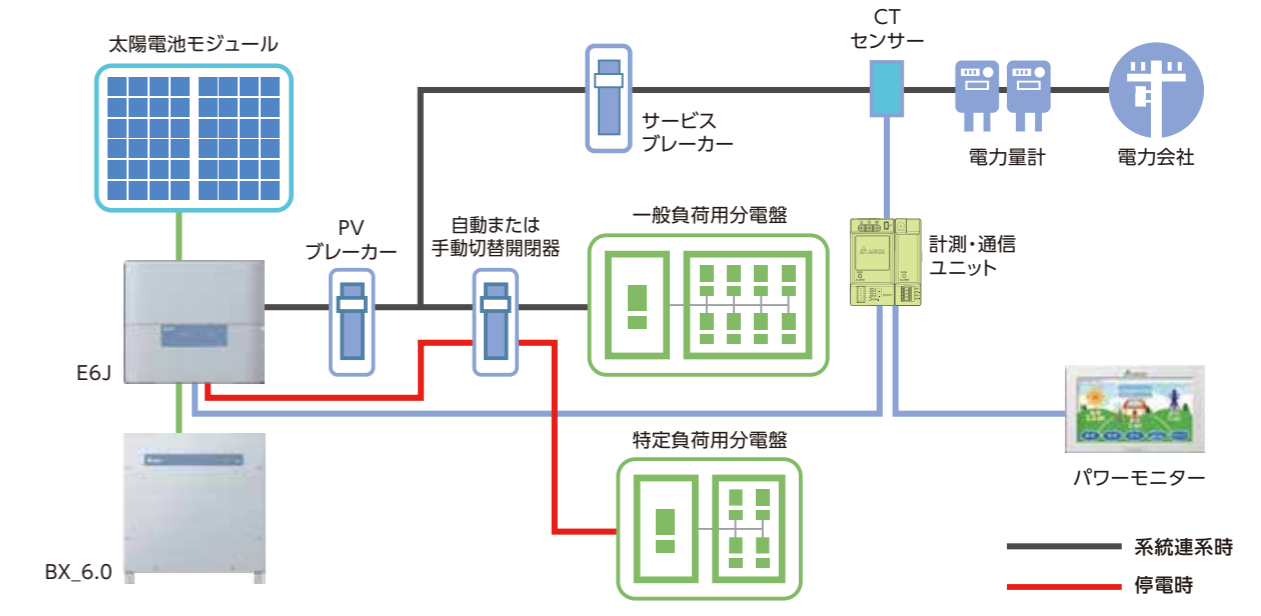 CT
センサー
太陽電池モジュール
サービス
ブレーカー
電力量計
電力会社
PV
ブレーカー
自動または
手動切替開閉器
一般負荷用分電盤
計測・通信
ユニット
E6J
特定負荷用分電盤
パワーモニター
BX_6.0
系統連系時
停電時